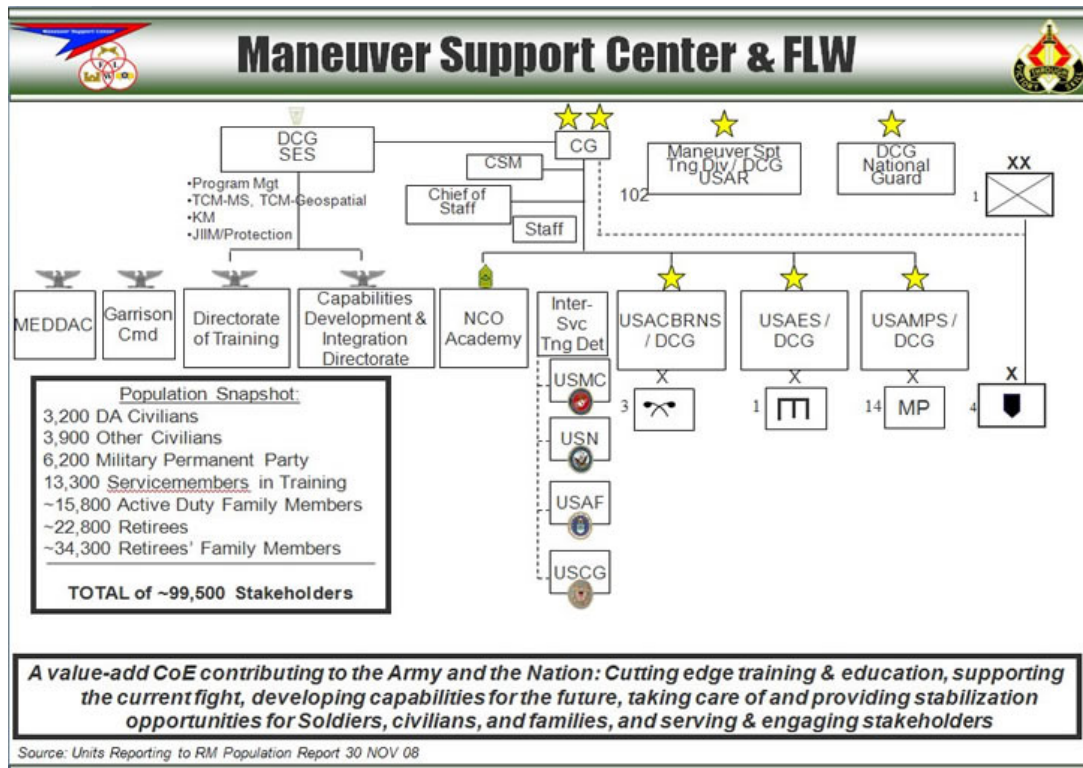 Maneuver Support Center
Maneuver Support Center & FLW
VICTORY THROUGH SKILL
DCG
SES
CG
Maneuver Spt
Tng Div / DCG
USAR
102
DCG
National
Guard
XX
1
CSM
Chief of
Staff
Staff
•Program Mgt
•TCM-MS, TCM-Geospatial
•KM
•JIIM/Protection
MEDDAC
Garrison
Cmd
Directorate
of Training
Capabilities
Development &
Integration
Directorate
NCO
Academy
Inter-
Svc
Tng Det
USACBRNS
/ DCG
USAES /
DCG
USAMPS /
DCG
USMC
USN
USAF
USCG
X
3
X
1
X
14
MP
X
4
Population Snapshot:
3,200 DA Civilians
3,900 Other Civilians
6,200 Military Permanent Party
13,300 Servicemembers in Training
~15,800 Active Duty Family Members
~22,800 Retirees
~34,300 Retirees' Family Members
TOTAL of ~99,500 Stakeholders
A value-add CoE contributing to the Army and the Nation: Cutting edge training & education, supporting
the current fight, developing capabilities for the future, taking care of and providing stabilization
opportunities for Soldiers, civilians, and families, and serving & engaging stakeholders
Source: Units Reporting to RM Population Report 30 NOV 08